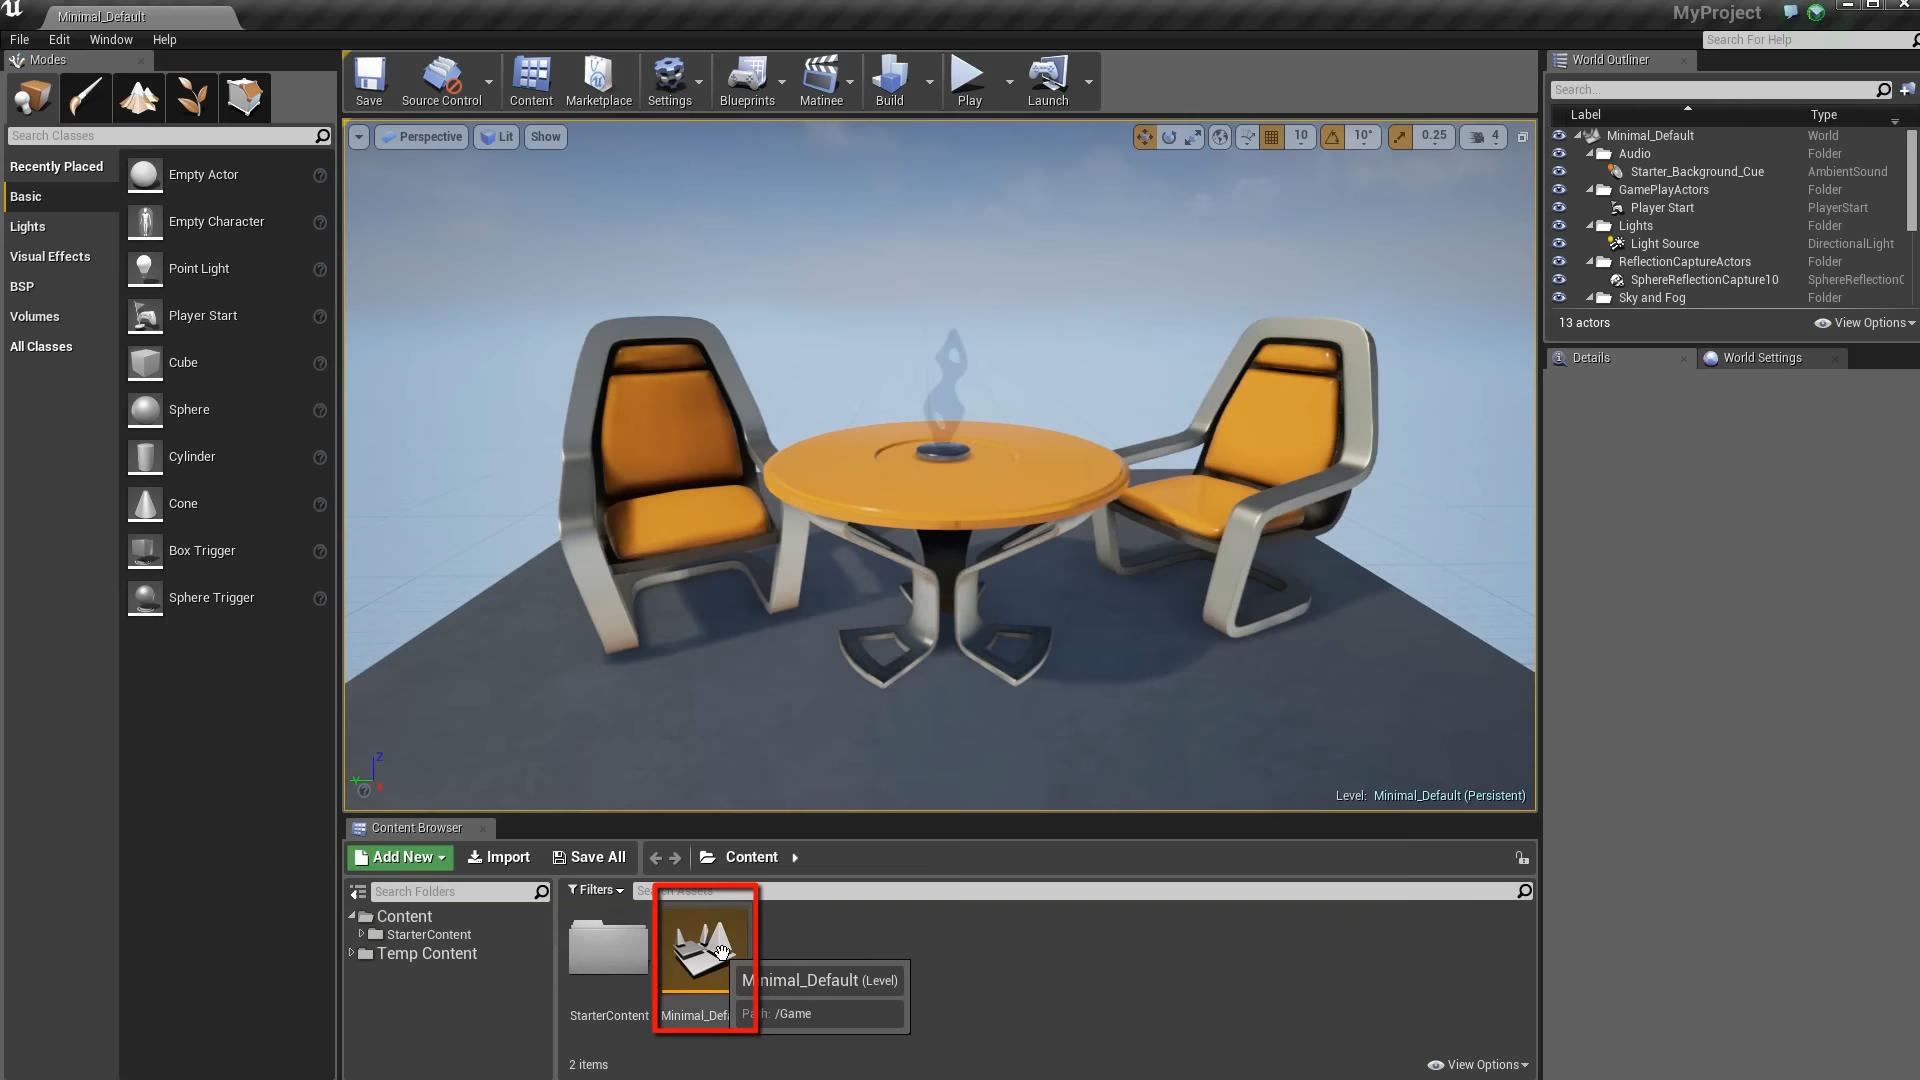 Minimal_Default
MyProject
File Edit Window Help
Search For Help
Modes
Search Classes
Recently Placed
Basic
Lights
Visual Effects
BSP
Volumes
All Classes
Empty Actor
Empty Character
Point Light
Player Start
Cube
Sphere
Cylinder
Cone
Box Trigger
Sphere Trigger
Save
Source Control
Content
Marketplace
Settings
Blueprints
Matinee
Build
Play
Launch
Perspective
Lit
Show
10
10°
0.25
4
Level: Minimal_Default (Persistent)
World Outliner
Search...
Label Type
Minimal_Default World
Audio Folder
Starter_Background_Cue AmbientSound
GamePlayActors Folder
Player Start PlayerStart
Lights Folder
Light Source DirectionalLight
ReflectionCaptureActors Folder
SphereReflectionCapture10 SphereReflectionC
Sky and Fog Folder
13 actors
View Options
Details
World Settings
Content Browser
Add New
Import
Save All
Content
Search Folders
Filters
Search Assets
Content
StarterContent
Temp Content
StarterContent
Minimal_Def
Minimal_Default (Level)
Path: /Game
2 items
View Options